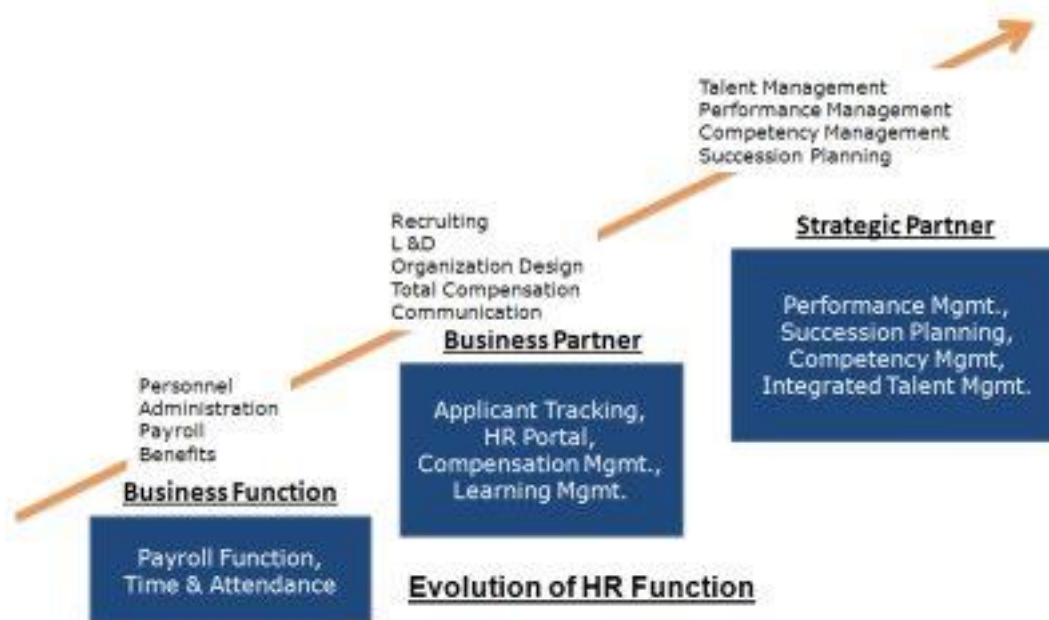 Talent Management
Performance Management
Competency Management
Succession Planning
Strategic Partner
Performance Mgmt.,
Succession Planning,
Competency Mgmt,
Integrated Talent Mgmt.
Recruiting
L &D
Organization Design
Total Compensation
Communication
Business Partner
Applicant Tracking,
HR Portal,
Compensation Mgmt.,
Learning Mgmt.
Personnel
Administration
Payroll
Benefits
Business Function
Payroll Function,
Time & Attendance
Evolution of HR Function